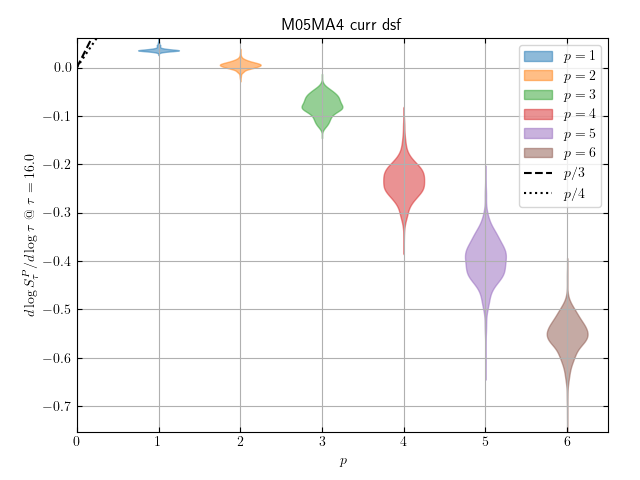 M05MA4 curr dsf
d log S_τ^P / d log τ @ τ = 16.0
0.0
−0.1
−0.2
−0.3
−0.4
−0.5
−0.6
−0.7
p = 1
p = 2
p = 3
p = 4
p = 5
p = 6
p/3
p/4
0 1 2 3 4 5 6
p